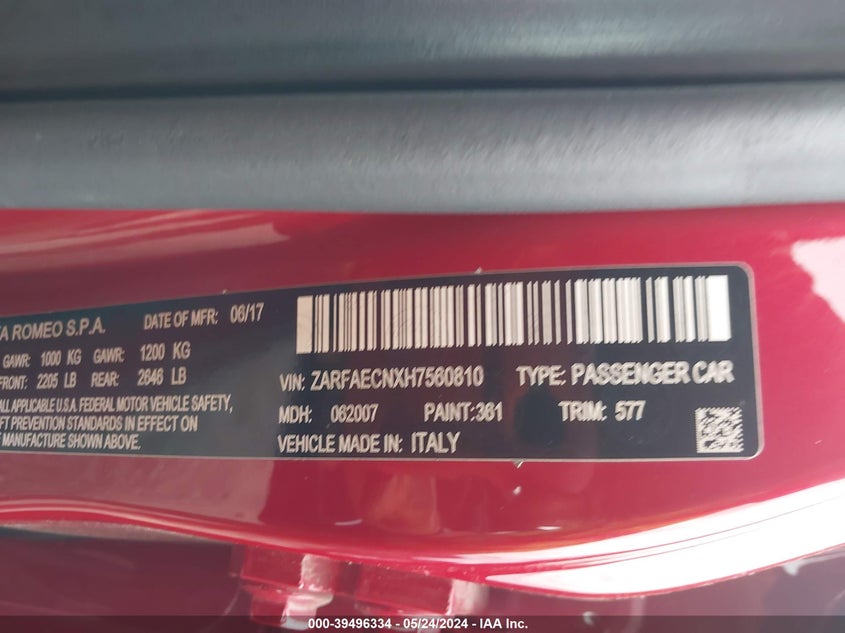 A ROMEO S.P.A. DATE OF MFR: 06/17
GAWR: 1000 KG GAWR: 1200 KG
FRONT: 2205 LB REAR: 2646 LB
ALL APPLICABLE U.S.A. FEDERAL MOTOR VEHICLE SAFETY,
FT PREVENTION STANDARDS IN EFFECT ON
MANUFACTURE SHOWN ABOVE.
VIN: ZARFAECNXH7560810 TYPE: PASSENGER CAR
MDH: 062007 PAINT: 361 TRIM: 577
VEHICLE MADE IN: ITALY
000-39496334 - 05/24/2024 - IAA Inc.